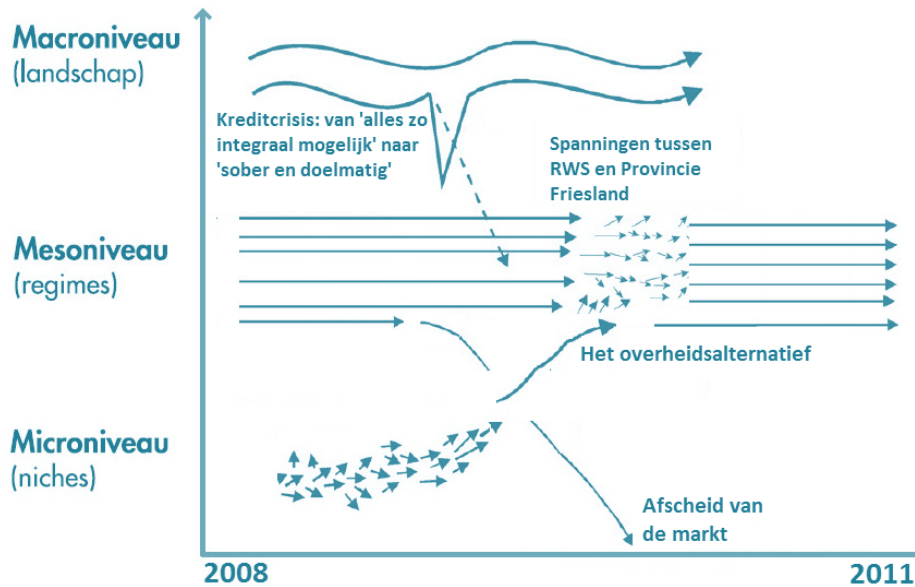 Macroniveau
(landschap)
Kreditcrisis: van 'alles zo
integraal mogelijk' naar
'sober en doelmatig'
Spanningen tussen
RWS en Provincie
Friesland
Mesoniveau
(regimes)
Het overheidsalternatief
Microniveau
(niches)
Afscheid van
de markt
2008
2011